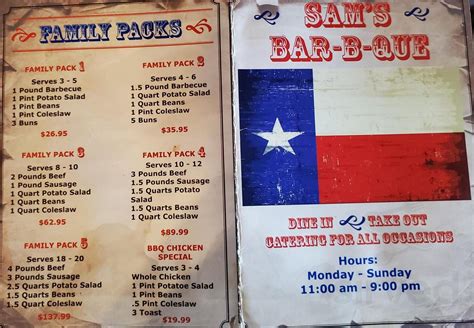 FAMILY PACKS
FAMILY PACK 1
Serves 3 - 5
1 Pound Barbecue
1 Pint Potato Salad
1 Pint Beans
1 Pint Coleslaw
3 Buns
$26.95
FAMILY PACK 2
Serves 4 - 6
1.5 Pounds Barbecue
1 Quart Potato Salad
1 Quart Beans
1 Quart Coleslaw
5 Buns
$35.95
FAMILY PACK 3
Serves 8 - 10
2 Pounds Beef
1 Pound Sausage
1 Quart Potato Salad
1 Quart Beans
1 Quart Coleslaw
$62.95
FAMILY PACK 4
Serves 10 - 12
3 Pounds Beef
1.5 Pounds Sausage
1.5 Quarts Potato Salad
1.5 Quarts Beans
1 Quart Coleslaw
$89.99
FAMILY PACK 5
Serves 18 - 20
4 Pounds Beef
3 Pounds Sausage
2.5 Quarts Potato Salad
1.5 Quarts Beans
1.5 Quart Coleslaw
$137.99
BBQ CHICKEN
SPECIAL
Serves 3 - 4
Whole Chicken
1 Pint Potatoe Salad
1 Pint of Beans
3 Toast
$19.99
SAM'S
BAR-B-QUE
DINE IN TAKE OUT
CATERING FOR ALL OCCASIONS
Hours:
Monday - Sunday
11:00 am - 9:00 pm